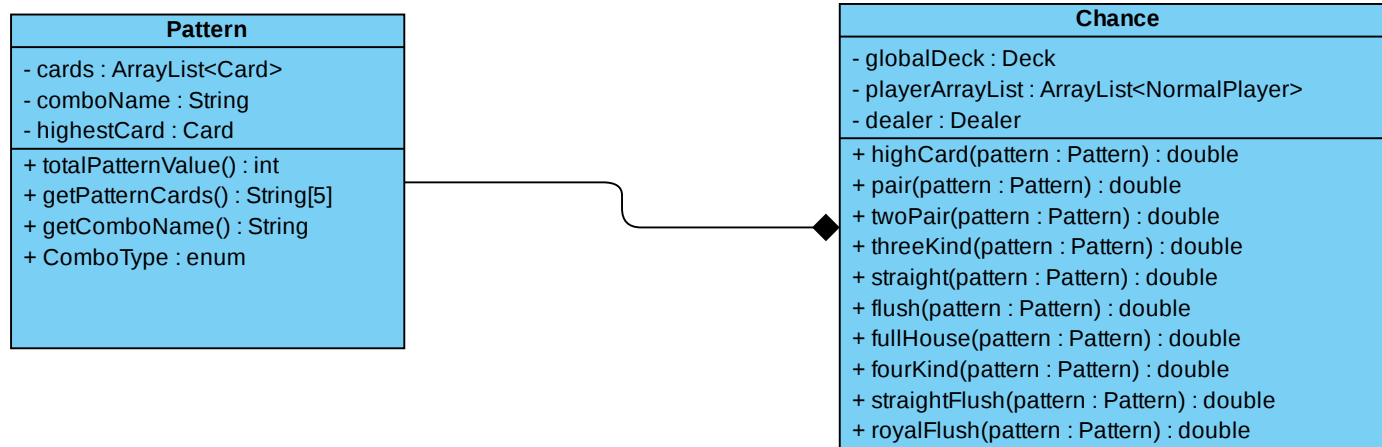 Pattern
- cards : ArrayList<Card>
- comboName : String
- highestCard : Card
+ totalPatternValue() : int
+ getPatternCards() : String[5]
+ getComboName() : String
+ ComboType : enum
Chance
- globalDeck : Deck
- playerArrayList : ArrayList<NormalPlayer>
- dealer : Dealer
+ highCard(pattern : Pattern) : double
+ pair(pattern : Pattern) : double
+ twoPair(pattern : Pattern) : double
+ threeKind(pattern : Pattern) : double
+ straight(pattern : Pattern) : double
+ flush(pattern : Pattern) : double
+ fullHouse(pattern : Pattern) : double
+ fourKind(pattern : Pattern) : double
+ straightFlush(pattern : Pattern) : double
+ royalFlush(pattern : Pattern) : double